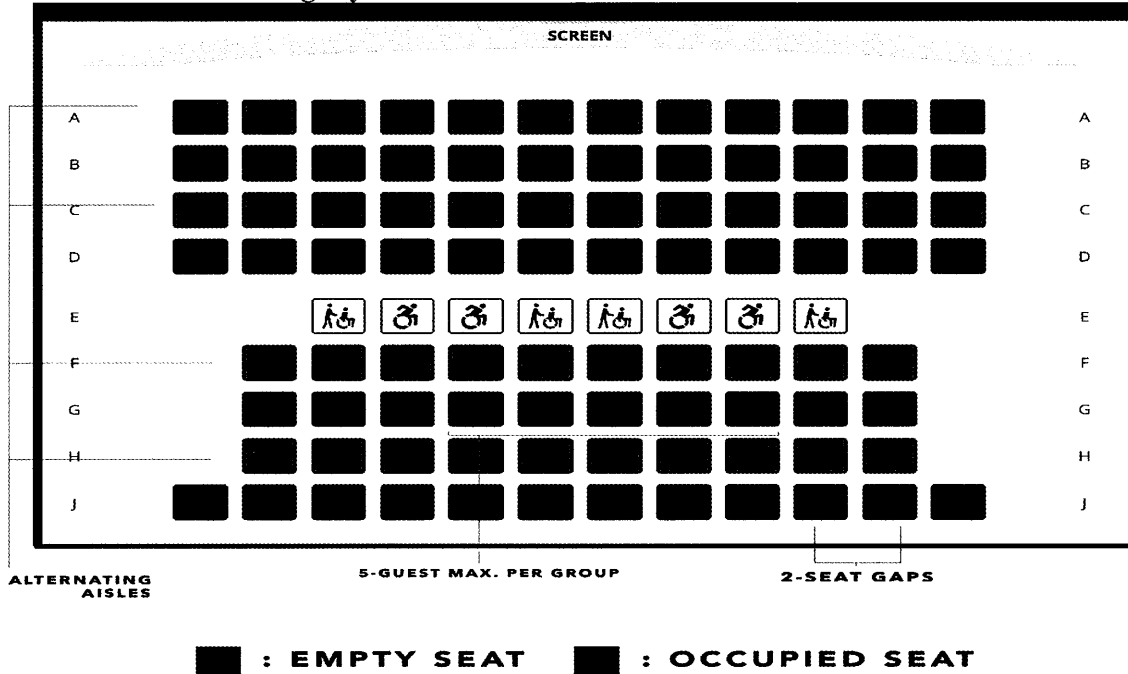 SCREEN
A A
B B
C C
D D
E E
F F
G G
H H
J J
ALTERNATING
AISLES
5-GUEST MAX. PER GROUP
2-SEAT GAPS
: EMPTY SEAT : OCCUPIED SEAT